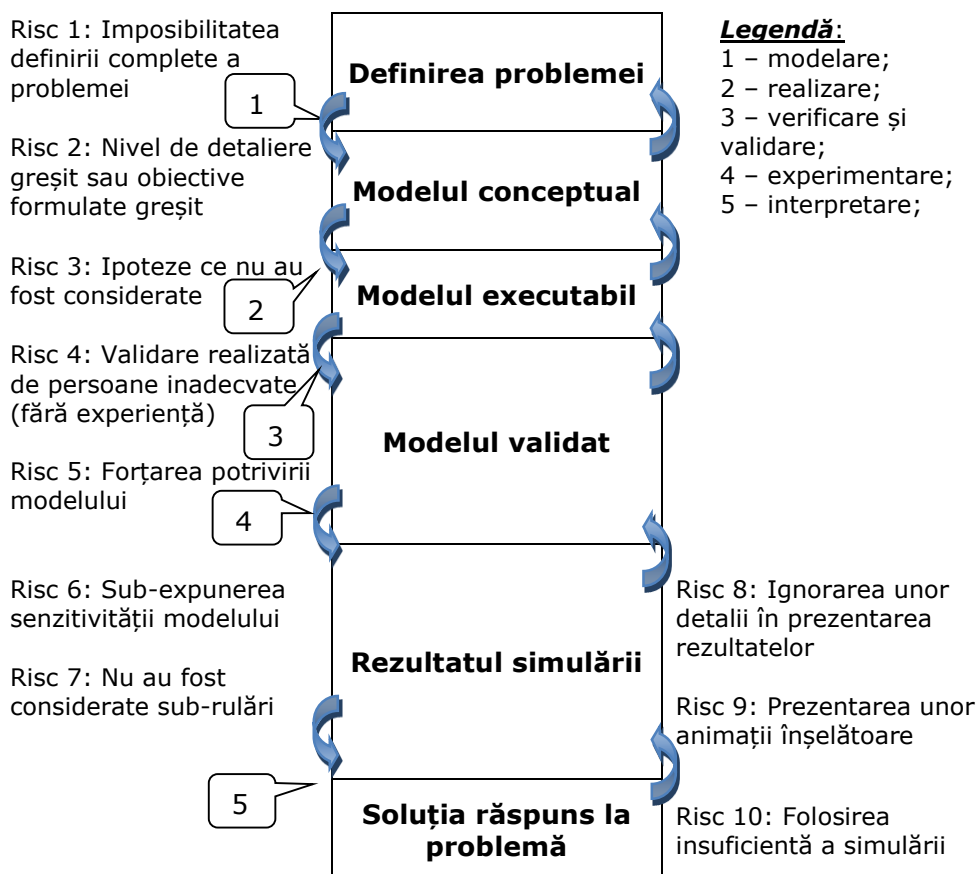 Risc 1: Imposibilitatea
definirii complete a
problemei
1
Risc 2: Nivel de detaliere
greșit sau obiective
formulate greșit
Risc 3: Ipoteze ce nu au
fost considerate
2
Risc 4: Validare realizată
de persoane inadecvate
(fără experiență)
3
Risc 5: Forțarea potrivirii
modelului
4
Risc 6: Sub-expunerea
senzitivității modelului
Risc 7: Nu au fost
considerate sub-rulări
5
Definirea problemei
Modelul conceptual
Modelul executabil
Modelul validat
Rezultatul simulării
Soluția răspuns la
problemă
Legendă:
1 – modelare;
2 – realizare;
3 – verificare și
validare;
4 – experimentare;
5 – interpretare;
Risc 8: Ignorarea unor
detalii în prezentarea
rezultatelor
Risc 9: Prezentarea unor
animații înșelătoare
Risc 10: Folosirea
insuficientă a simulării